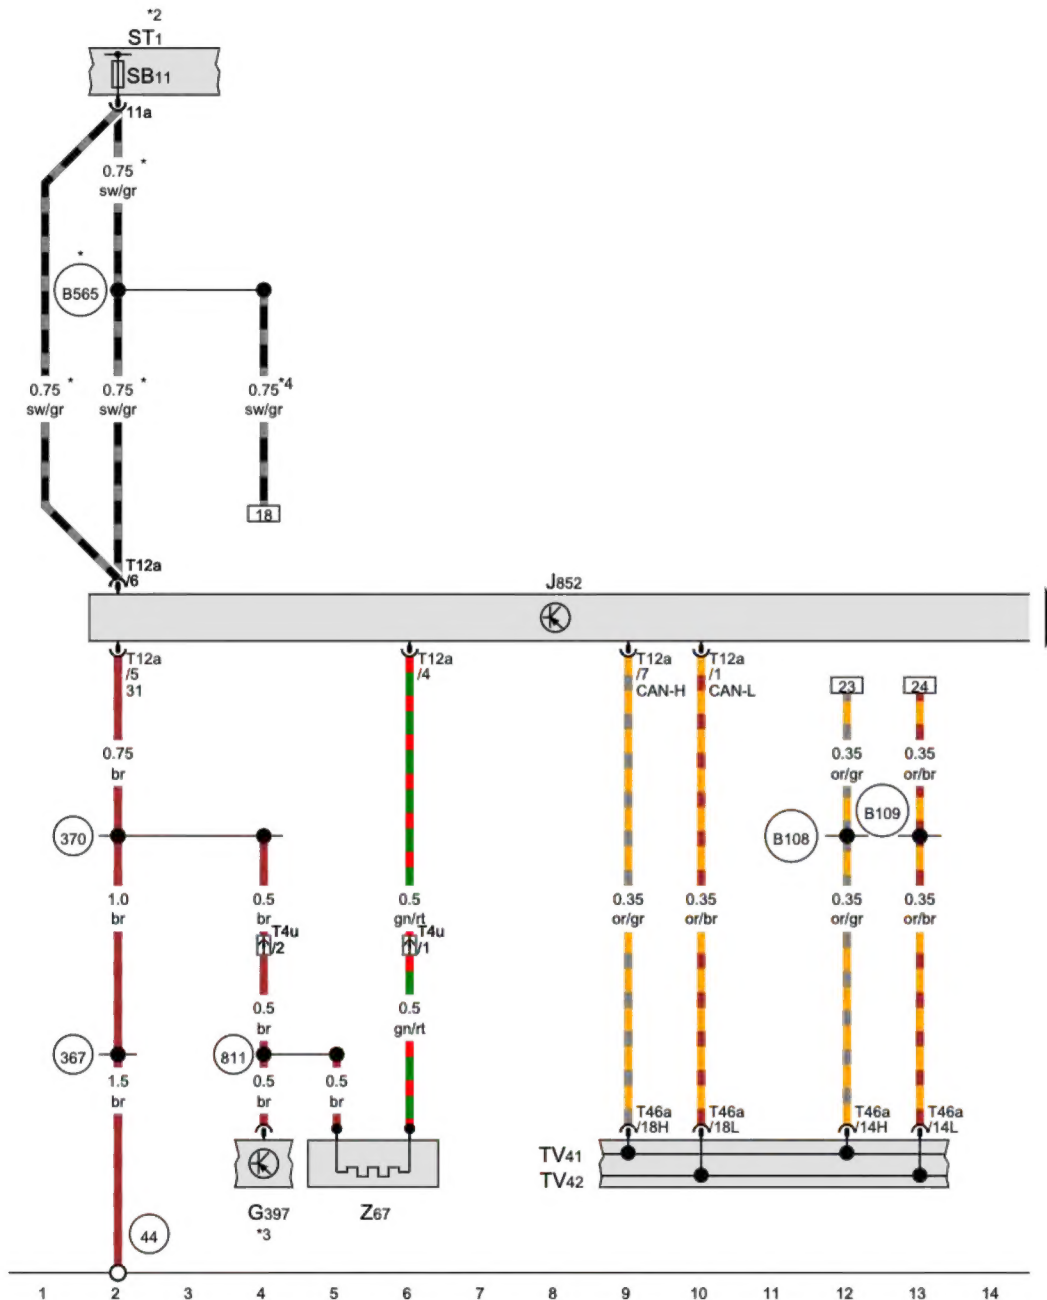 *2
ST1
SB11
11a
0.75 *
sw/gr
*
B565
0.75 *
sw/gr
0.75 *
sw/gr
0.75 *4
sw/gr
18
T12a
/6
J852
T12a
/5
31
T12a
/4
T12a
/7
CAN-H
T12a
/1
CAN-L
23
24
0.75
br
0.35
or/gr
0.35
or/br
370
B108
B109
1.0
br
0.5
br
0.5
gn/rt
0.35
or/gr
0.35
or/br
0.35
or/gr
0.35
or/br
T4u
/2
T4u
/1
0.5
br
0.5
gn/rt
367
811
1.5
br
0.5
br
0.5
br
T46a
/18H
T46a
/18L
T46a
/14H
T46a
/14L
TV41
TV42
G397
*3
Z67
44
1 2 3 4 5 6 7 8 9 10 11 12 13 14